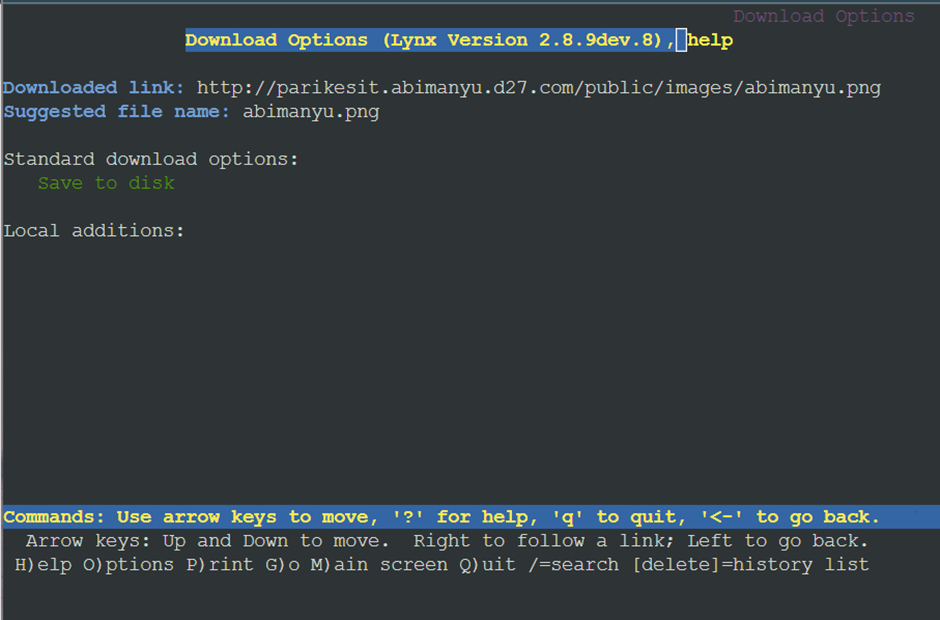 Download Options
Download Options (Lynx Version 2.8.9dev.8), help
Downloaded link: http://parikesit.abimanyu.d27.com/public/images/abimanyu.png
Suggested file name: abimanyu.png
Standard download options:
Save to disk
Local additions:
Commands: Use arrow keys to move, '?' for help, 'q' to quit, '<-' to go back.
Arrow keys: Up and Down to move.  Right to follow a link; Left to go back.
H)elp O)ptions P)rint G)o M)ain screen Q)uit /=search [delete]=history list